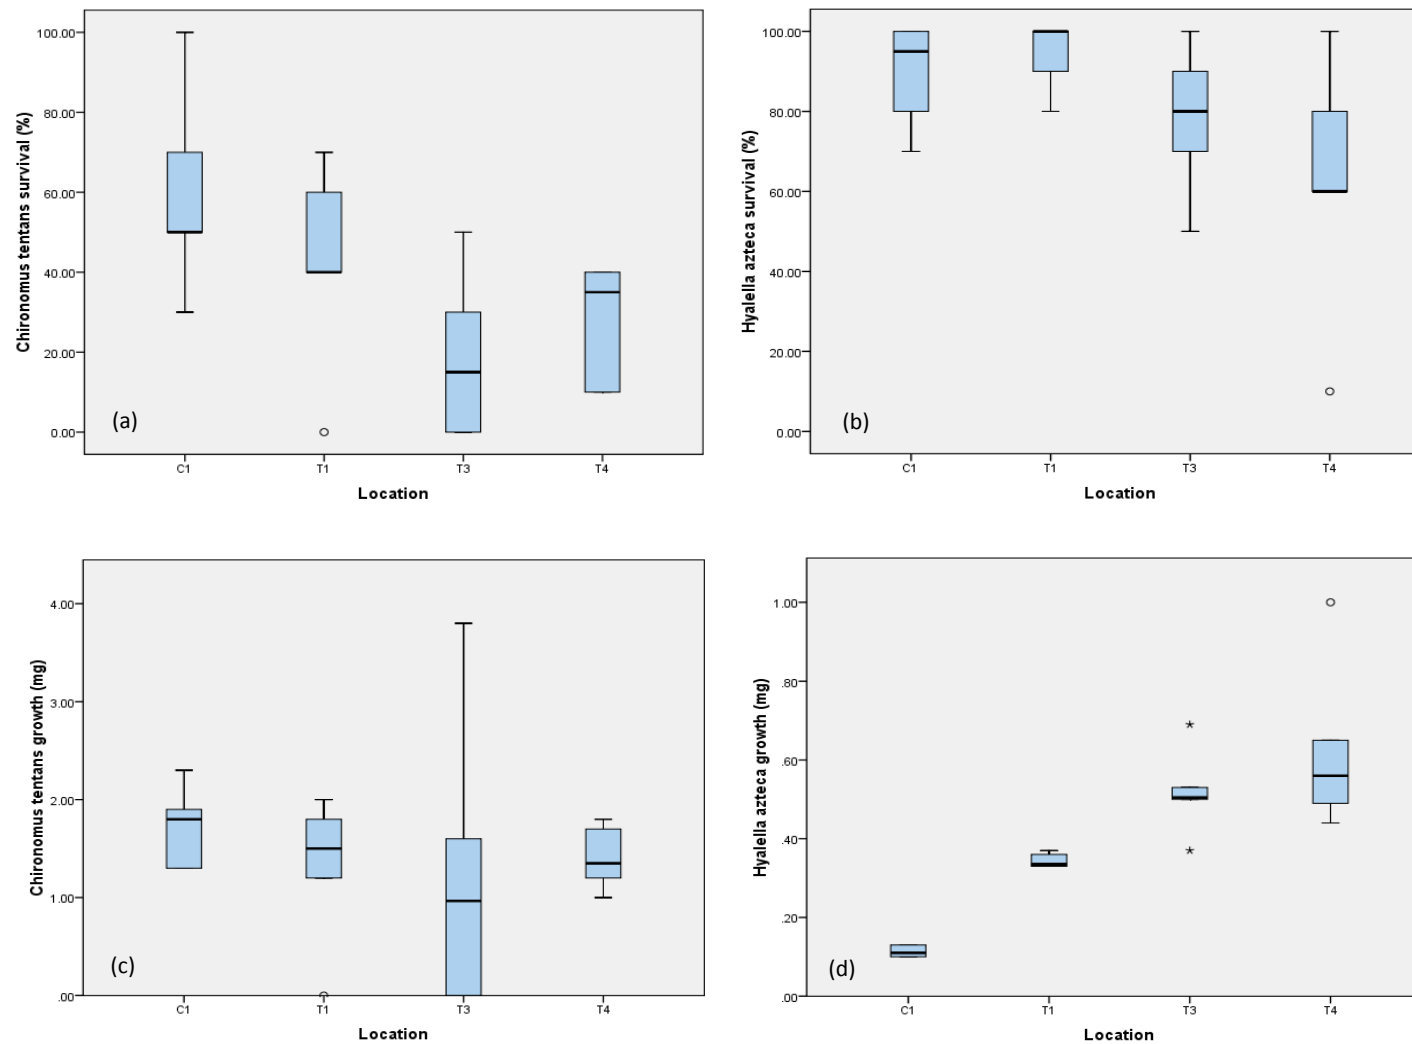 Chironomus tentans survival (%)
100.00
80.00
60.00
40.00
20.00
0.00
(a)
C1 T1 T3 T4
Location
Hyalella azteca survival (%)
100.00
80.00
60.00
40.00
20.00
0.00
(b)
C1 T1 T3 T4
Location
Chironomus tentans growth (mg)
4.00
3.00
2.00
1.00
.00
(c)
C1 T1 T3 T4
Location
Hyalella azteca growth (mg)
1.00
.80
.60
.40
.20
.00
(d)
C1 T1 T3 T4
Location